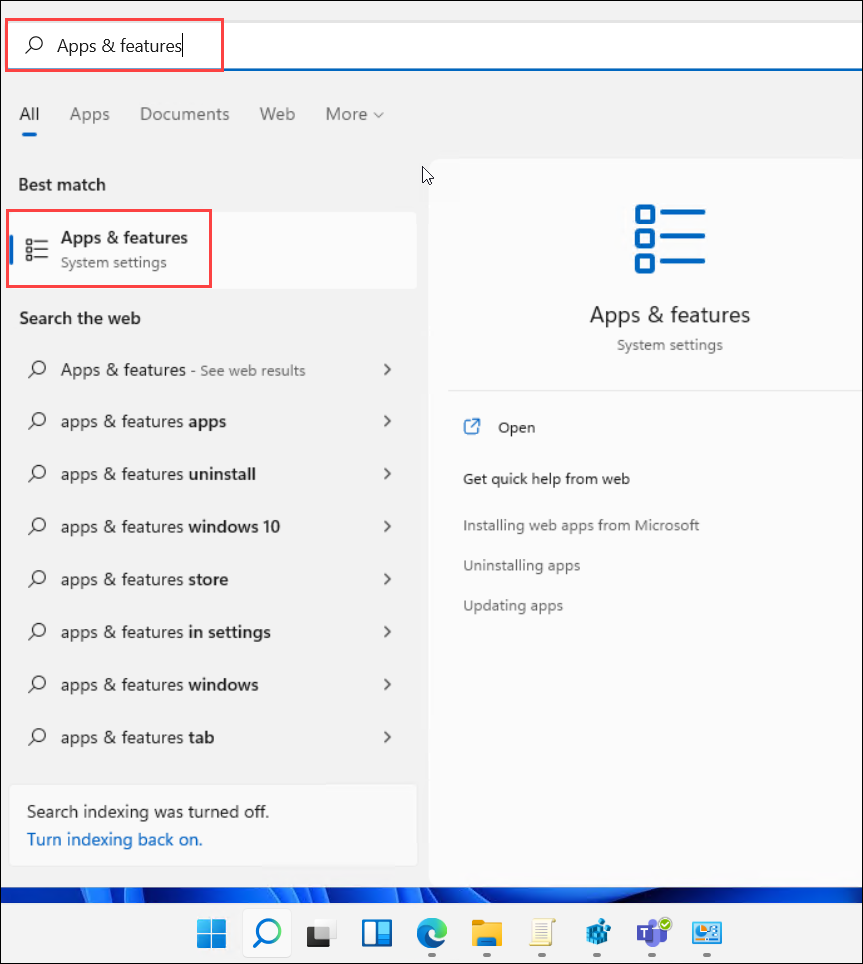 Apps & features
All Apps Documents Web More
Best match
Apps & features
System settings
Search the web
Apps & features - See web results
apps & features apps
apps & features uninstall
apps & features windows 10
apps & features store
apps & features in settings
apps & features windows
apps & features tab
Search indexing was turned off.
Turn indexing back on.
Apps & features
System settings
Open
Get quick help from web
Installing web apps from Microsoft
Uninstalling apps
Updating apps
T